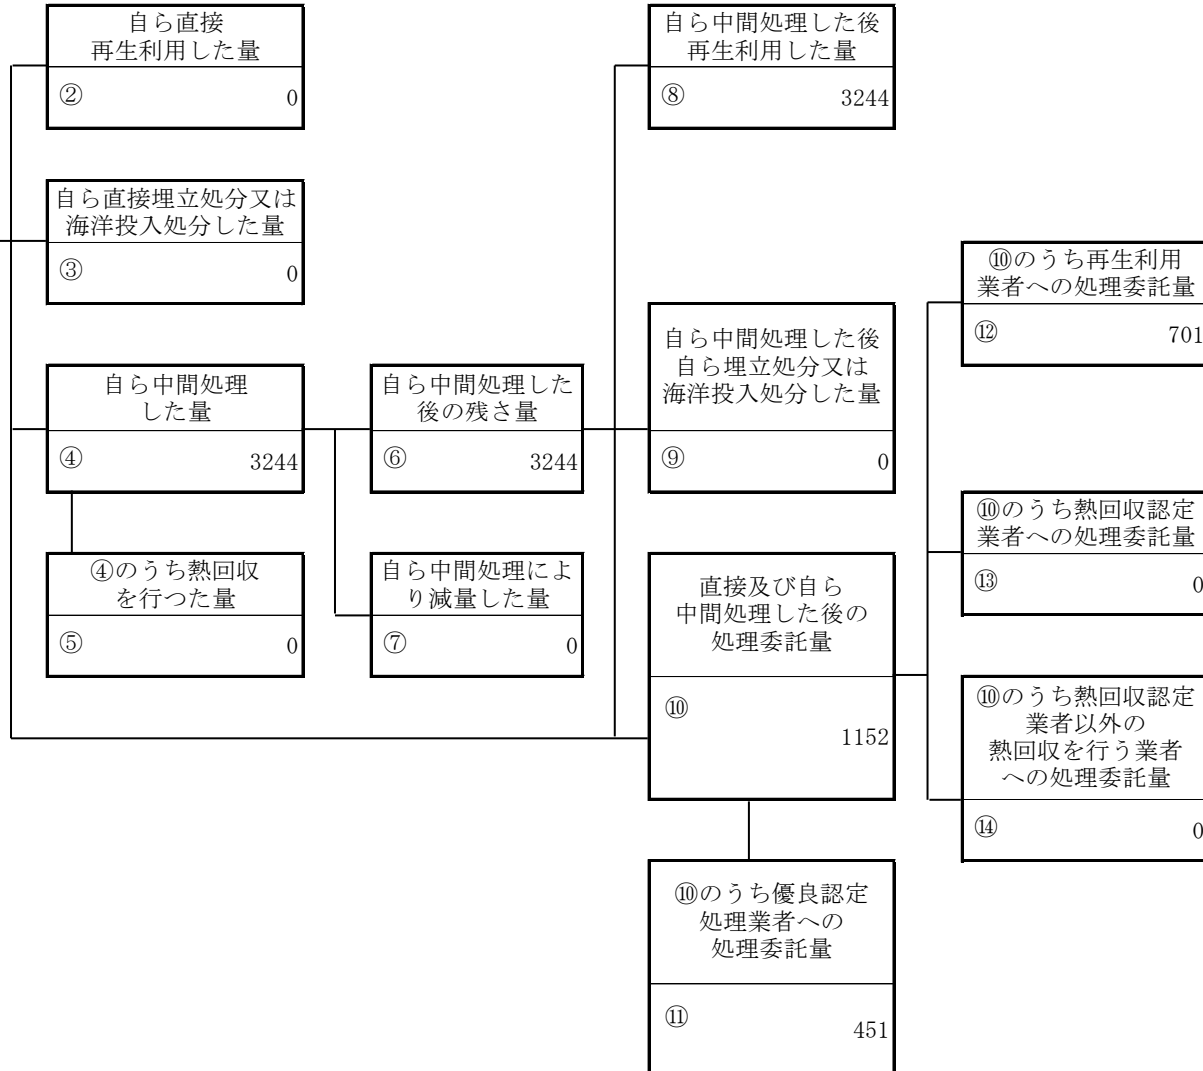 自ら直接
再生利用した量
② 0
自ら中間処理した後
再生利用した量
⑧ 3244
自ら直接埋立処分又は
海洋投入処分した量
③ 0
⑩のうち再生利用
業者への処理委託量
⑫ 701
自ら中間処理
した量
④ 3244
自ら中間処理した
後の残さ量
⑥ 3244
自ら中間処理した後
自ら埋立処分又は
海洋投入処分した量
⑨ 0
⑩のうち熱回収認定
業者への処理委託量
⑬ 0
④のうち熱回収
を行つた量
⑤ 0
自ら中間処理によ
り減量した量
⑦ 0
直接及び自ら
中間処理した後の
処理委託量
⑩
1152
⑩のうち熱回収認定
業者以外の
熱回収を行う業者
への処理委託量
⑭ 0
⑩のうち優良認定
処理業者への
処理委託量
⑪ 451